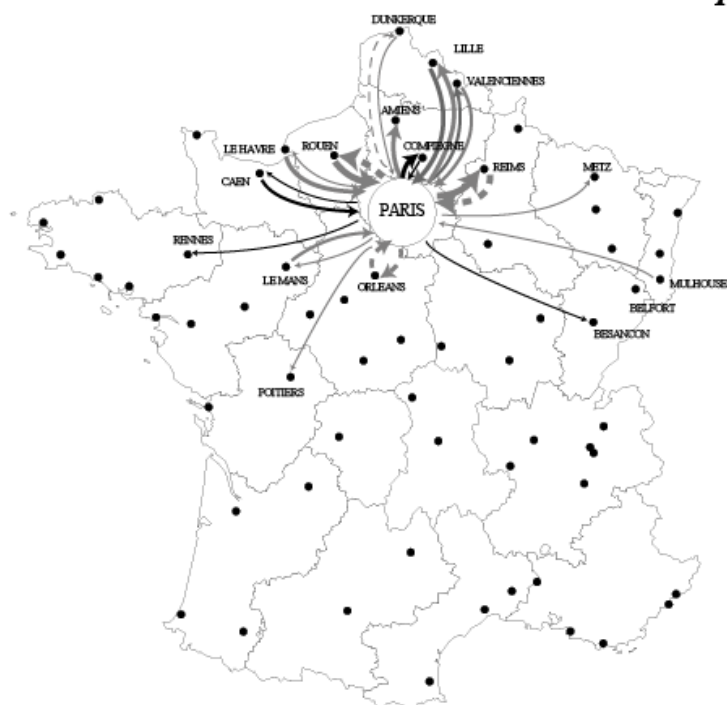 DUNKERQUE
LILLE
VALENCIENNES
AMIENS
LE HAVRE
ROUEN
COMPIEGNE
REIMS
METZ
CAEN
PARIS
RENNES
LE MANS
ORLEANS
MULHOUSE
BELFORT
BESANCON
POITIERS